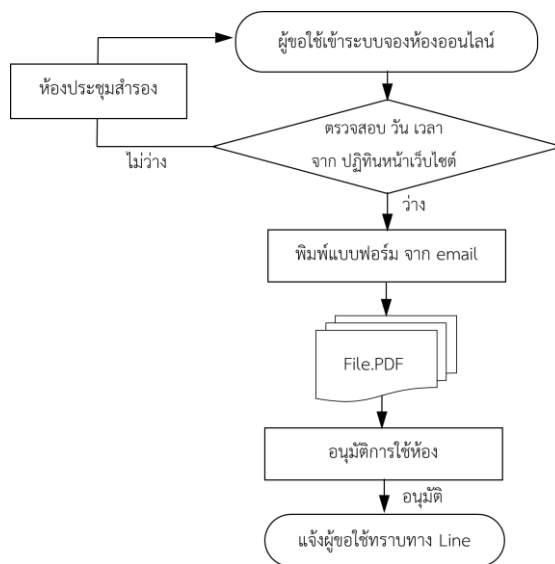 ผู้ขอใช้เข้าระบบจองห้องออนไลน์
ห้องประชุมสำรอง
ตรวจสอบ วัน เวลา
จาก ปฏิทินหน้าเว็บไซต์
ไม่ว่าง
ว่าง
พิมพ์แบบฟอร์ม จาก email
File.PDF
อนุมัติการใช้ห้อง
อนุมัติ
แจ้งผู้ขอใช้ทราบทาง Line